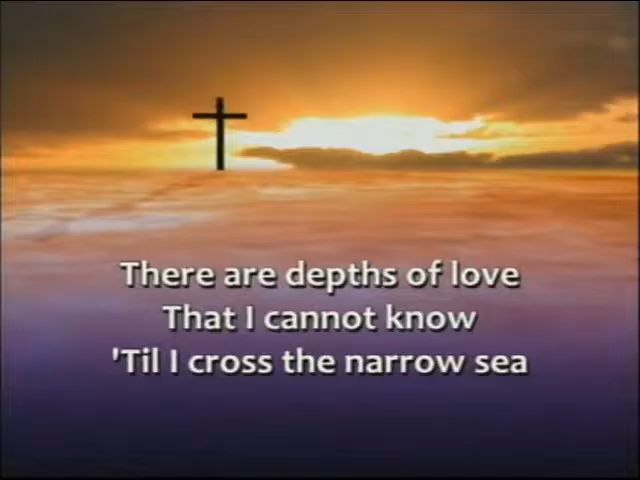 There are depths of love
That I cannot know
'Til I cross the narrow sea